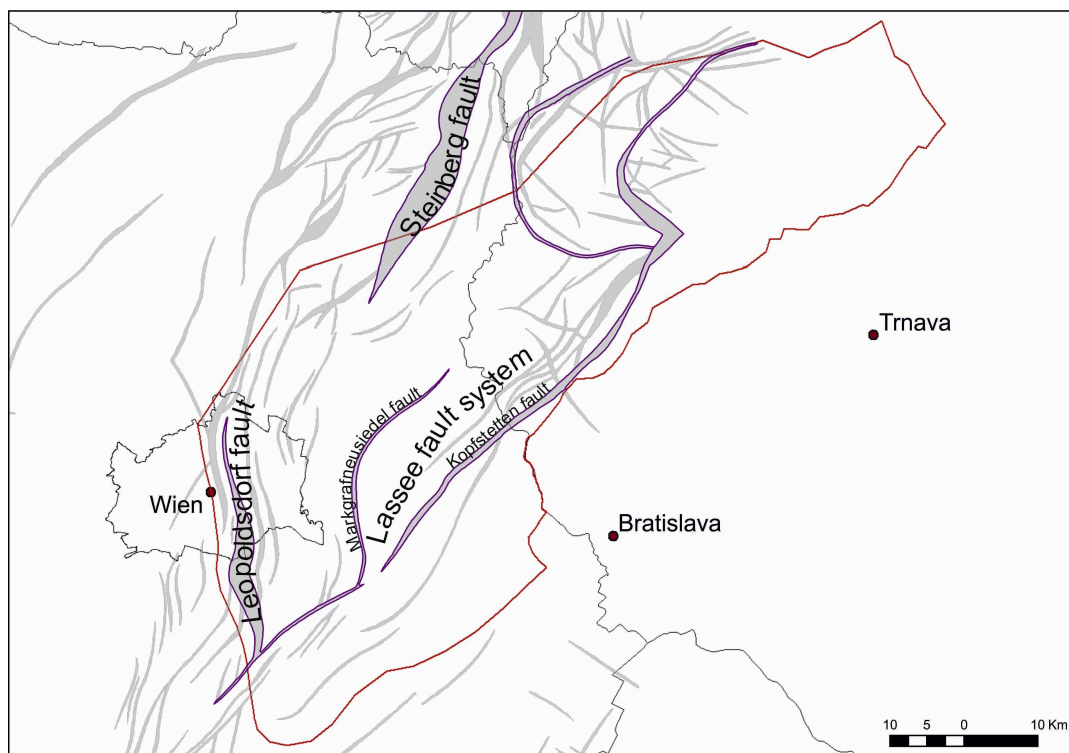 Steinberg fault
Trnava
Lassee fault system
Markgrafneusiedel fault
Kopfstetten fault
Leopoldsdorf fault
Wien
Bratislava
10 5 0 10 Km